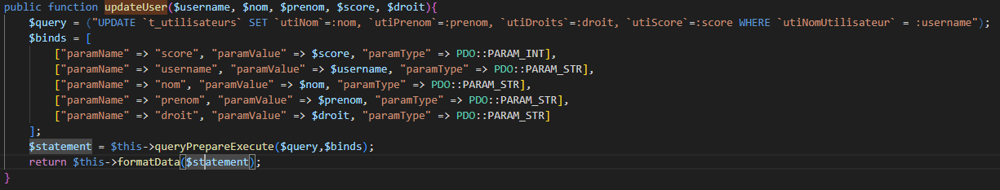 public function updateUser($username, $nom, $prenom, $score, $droit){
$query = ("UPDATE `t_utilisateurs` SET `utiNom`=:nom, `utiPrenom`=:prenom, `utiDroits`=:droit, `utiScore`=:score WHERE `utiNomUtilisateur` = :username");
$binds = [
["paramName" => "score", "paramValue" => $score, "paramType" => PDO::PARAM_INT],
["paramName" => "username", "paramValue" => $username, "paramType" => PDO::PARAM_STR],
["paramName" => "nom", "paramValue" => $nom, "paramType" => PDO::PARAM_STR],
["paramName" => "prenom", "paramValue" => $prenom, "paramType" => PDO::PARAM_STR],
["paramName" => "droit", "paramValue" => $droit, "paramType" => PDO::PARAM_STR]
];
$statement = $this->queryPrepareExecute($query,$binds);
return $this->formatData($statement);
}